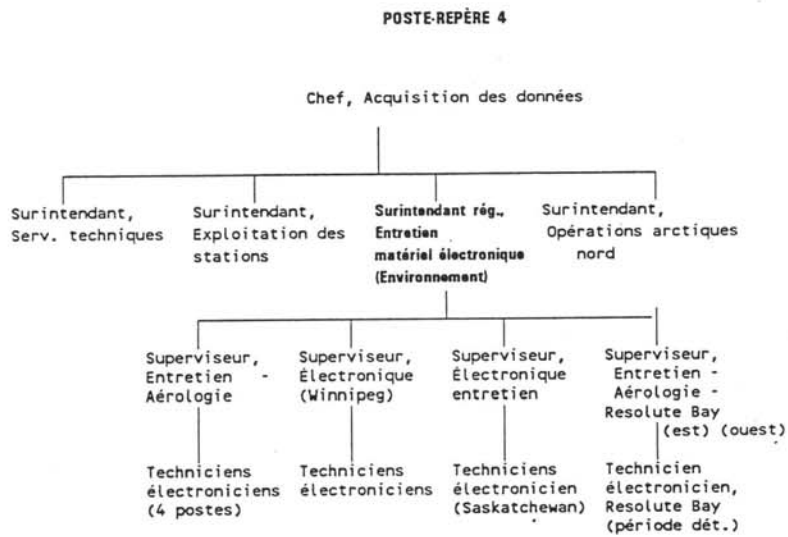 POSTE-REPÈRE 4
Chef, Acquisition des données
Surintendant,
Serv. techniques
Surintendant,
Exploitation des
stations
Surintendant rég.,
Entretien
matériel électronique
(Environnement)
Surintendant,
Opérations arctiques
nord
Superviseur,
Entretien -
Aérologie
Superviseur,
Électronique
(Winnipeg)
Superviseur,
Électronique
entretien
Superviseur,
Entretien -
Aérologie -
Resolute Bay
(est) (ouest)
Techniciens
électroniciens
(4 postes)
Techniciens
électroniciens
Techniciens
électronicien
(Saskatchewan)
Technicien
électronicien,
Resolute Bay
(période dét.)